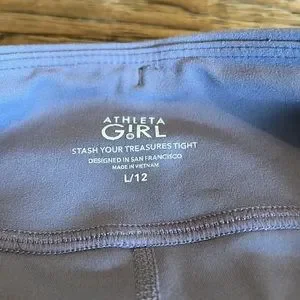 ATHLETA
GIRL
STASH YOUR TREASURES TIGHT
DESIGNED IN SAN FRANCISCO
MADE IN VIETNAM
L/12